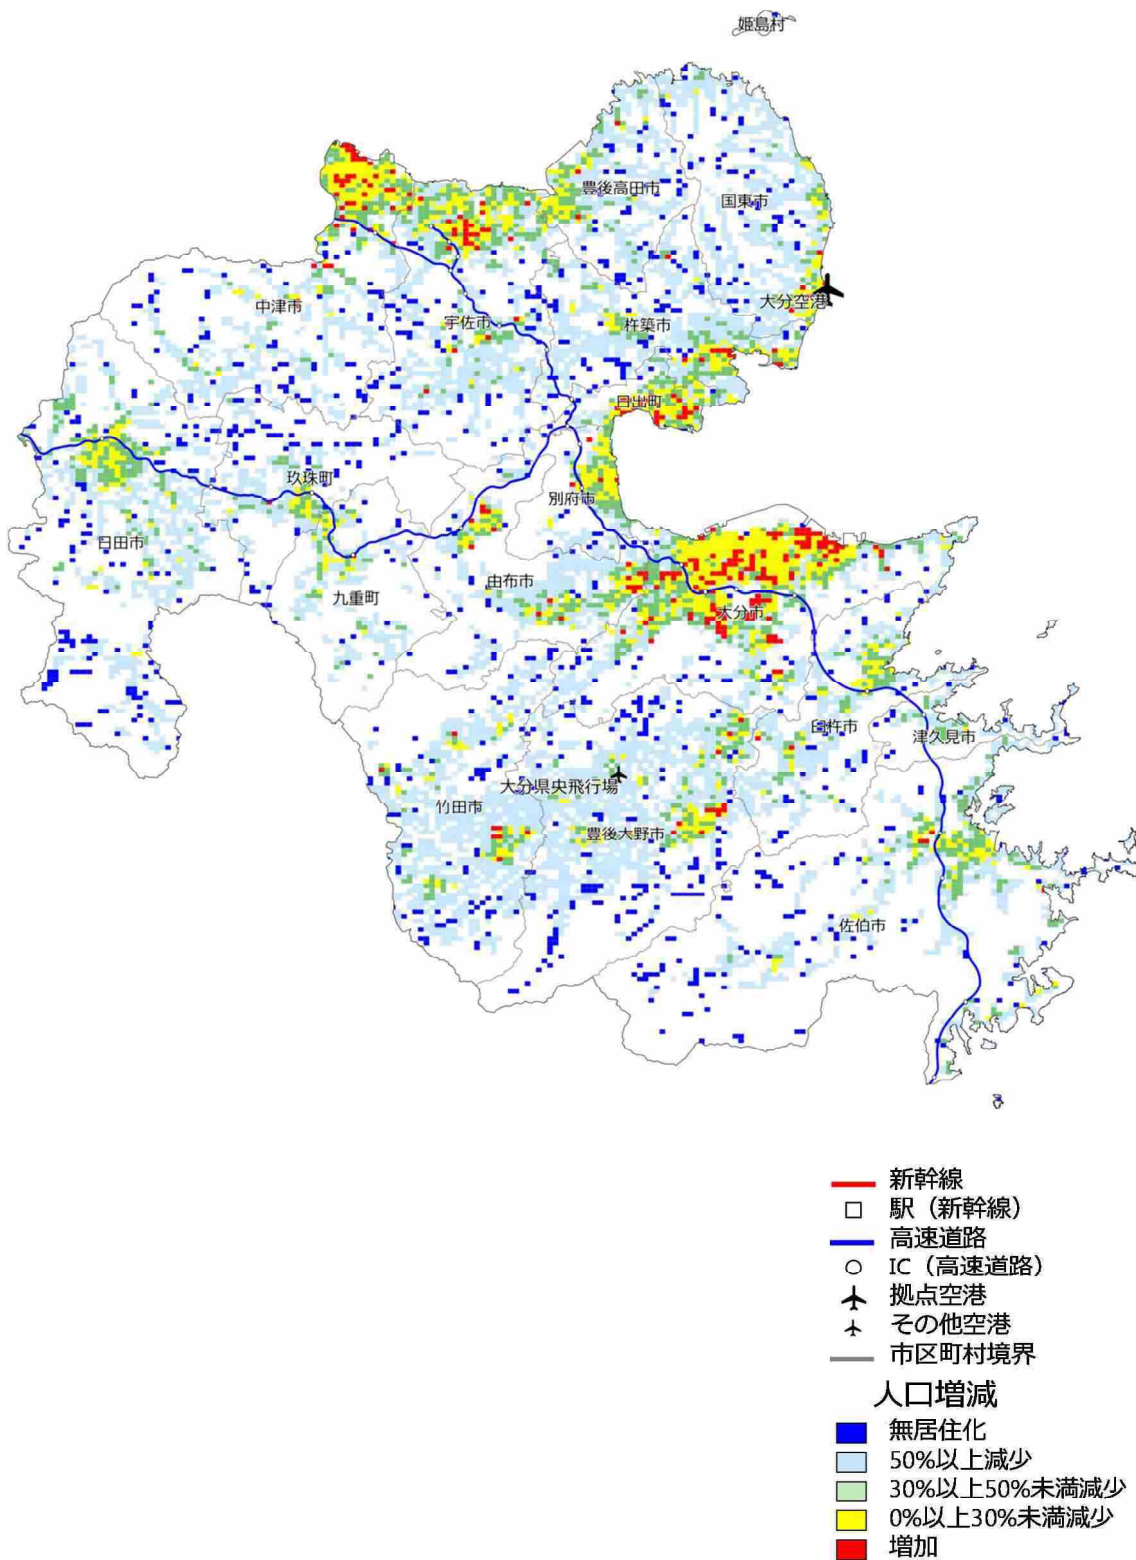 姫島村
豊後高田市
国東市
大分空港
中津市
宇佐市
杵築市
日出町
玖珠町
別府市
日田市
由布市
九重町
大分市
臼杵市
津久見市
大分県央飛行場
竹田市
豊後大野市
佐伯市
新幹線
駅（新幹線）
高速道路
IC（高速道路）
拠点空港
その他空港
市区町村境界
人口増減
無居住化
50%以上減少
30%以上50%未満減少
0%以上30%未満減少
増加